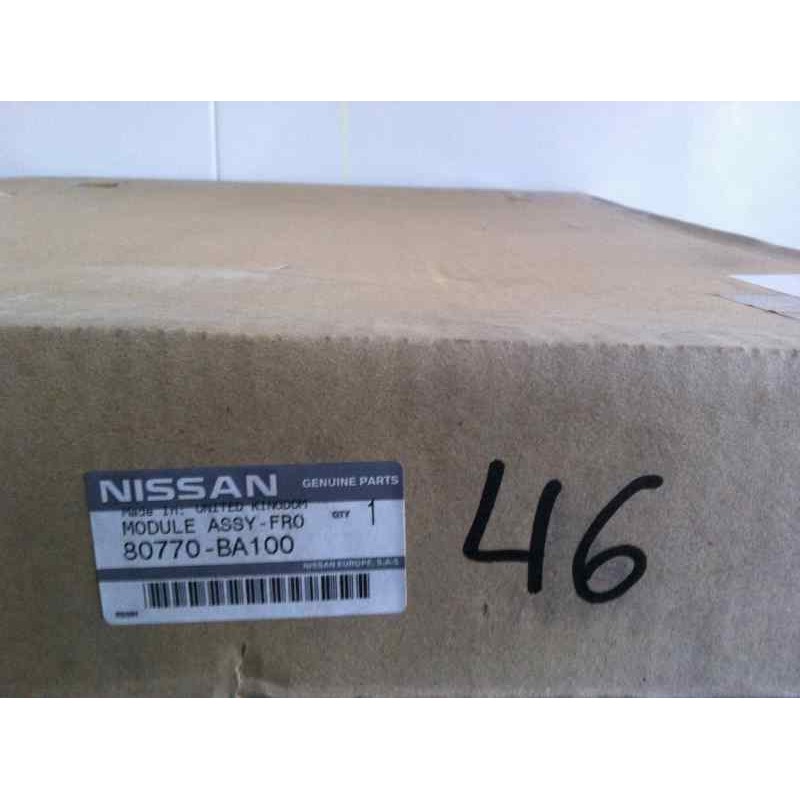 NISSAN GENUINE PARTS
Made in: UNITED KINGDOM
MODULE ASSY-FRO QTY 1
80770-BA100
NISSAN EUROPE, S.A.S
46